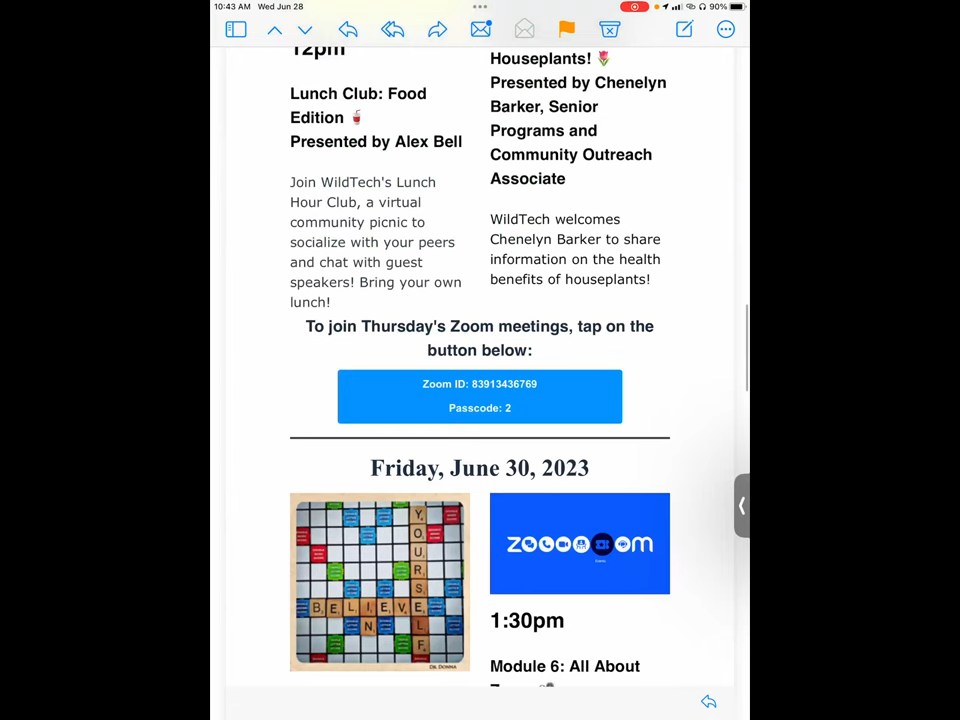 10:43 AM Wed Jun 28
90%
12pm
Lunch Club: Food
Edition 🥤
Presented by Alex Bell
Join WildTech's Lunch
Hour Club, a virtual
community picnic to
socialize with your peers
and chat with guest
speakers! Bring your own
lunch!
Houseplants! 🌷
Presented by Chenelyn
Barker, Senior
Programs and
Community Outreach
Associate
WildTech welcomes
Chenelyn Barker to share
information on the health
benefits of houseplants!
To join Thursday's Zoom meetings, tap on the
button below:
Zoom ID: 83913436769
Passcode: 2
Friday, June 30, 2023
YOURSELF
BELIEVE
IN
DR. DONNA
ZOOOOZOOM
1:30pm
Module 6: All About